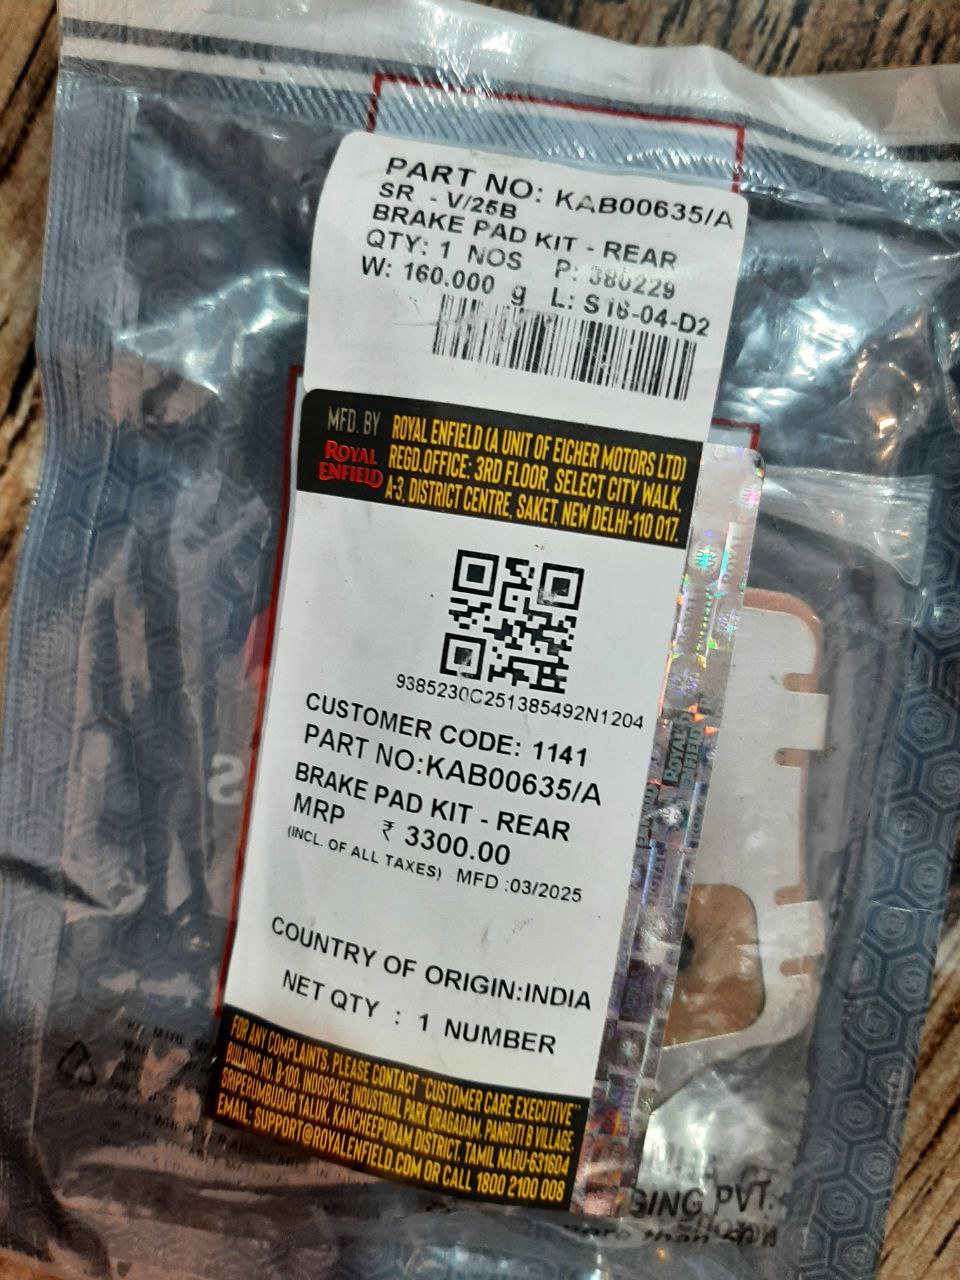 PART NO: KAB00635/A
SR - V/25B
BRAKE PAD KIT - REAR
QTY: 1 NOS P: 380229
W: 160.000 g L: S16-04-D2
MFD. BY
ROYAL ENFIELD
ROYAL ENFIELD (A UNIT OF EICHER MOTORS LTD)
REGD.OFFICE: 3RD FLOOR, SELECT CITY WALK,
A-3, DISTRICT CENTRE, SAKET, NEW DELHI-110 017.
9385230C251385492N1204
CUSTOMER CODE: 1141
PART NO:KAB00635/A
BRAKE PAD KIT - REAR
MRP ₹ 3300.00
(INCL. OF ALL TAXES) MFD :03/2025
COUNTRY OF ORIGIN:INDIA
NET QTY : 1 NUMBER
FOR ANY COMPLAINTS, PLEASE CONTACT "CUSTOMER CARE EXECUTIVE"
BUILDING NO. B-100, INDOSPACE INDUSTRIAL PARK ORAGADAM, PANRUTI B VILLAGE,
SRIPERUMBUDUR TALUK, KANCHEEPURAM DISTRICT, TAMIL NADU-631604
EMAIL: SUPPORT@ROYALENFIELD.COM OR CALL 1800 2100 008
ROYAL ENFIELD
GING PVT.